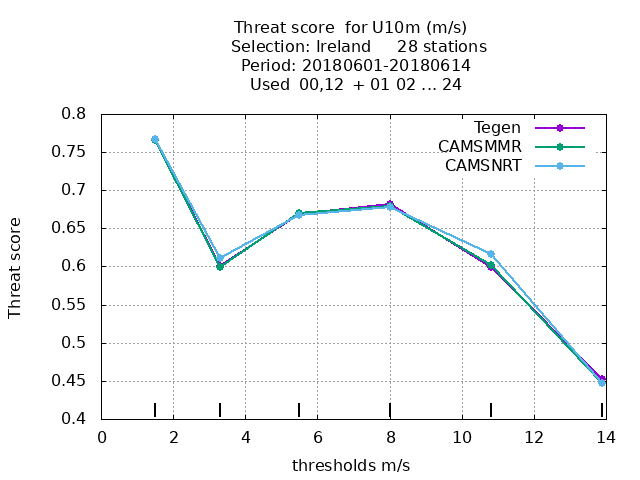 Threat score  for U10m (m/s)
Selection: Ireland     28 stations
Period: 20180601-20180614
Used  00,12  + 01 02 ... 24
Tegen
CAMSMMR
CAMSNRT
Threat score
0.8
0.75
0.7
0.65
0.6
0.55
0.5
0.45
0.4
0 2 4 6 8 10 12 14
thresholds m/s